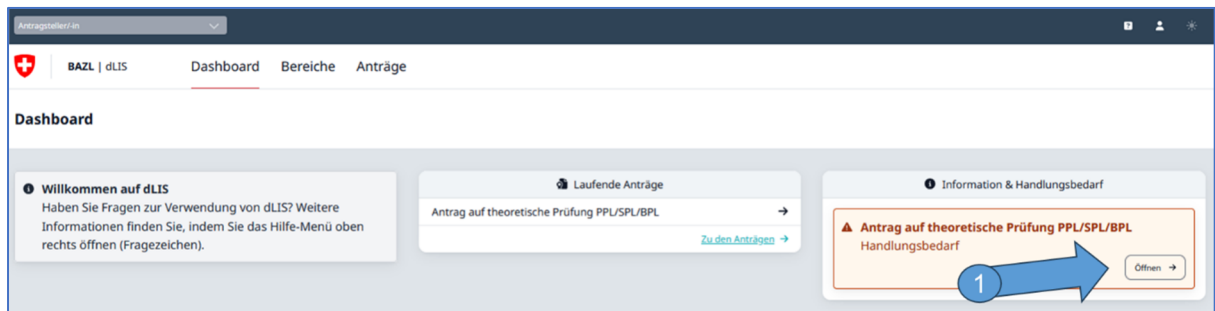 Antragsteller/-in
BAZL | dLIS
Dashboard
Bereiche
Anträge
Dashboard
Willkommen auf dLIS
Haben Sie Fragen zur Verwendung von dLIS? Weitere
Informationen finden Sie, indem Sie das Hilfe-Menü oben
rechts öffnen (Fragezeichen).
Laufende Anträge
Antrag auf theoretische Prüfung PPL/SPL/BPL
Zu den Anträgen
Information & Handlungsbedarf
Antrag auf theoretische Prüfung PPL/SPL/BPL
Handlungsbedarf
Öffnen
1